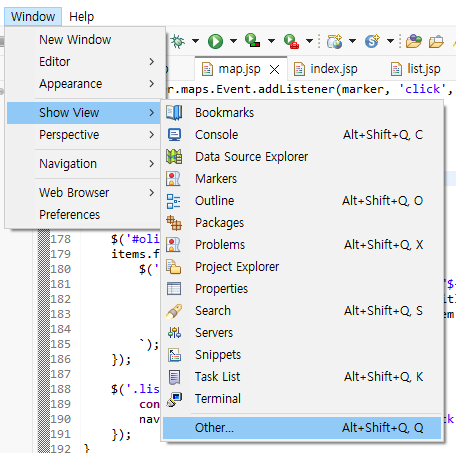 Window Help
New Window
Editor
Appearance
Show View
Perspective
Navigation
Web Browser
Preferences
map.jsp index.jsp list.jsp
r.maps.Event.addListener(marker, 'click',
Bookmarks
Console Alt+Shift+Q, C
Data Source Explorer
Markers
Outline Alt+Shift+Q, O
Packages
Problems Alt+Shift+Q, X
Project Explorer
Properties
Search Alt+Shift+Q, S
Servers
Snippets
Task List Alt+Shift+Q, K
Terminal
Other... Alt+Shift+Q, Q
178 $('#oli
179 items.f
180 $('
181 "$
182 itl
183 tem
184
185 `);
186 });
187
188 $('.lis
189 con
190 nav ck
191 });
192 }